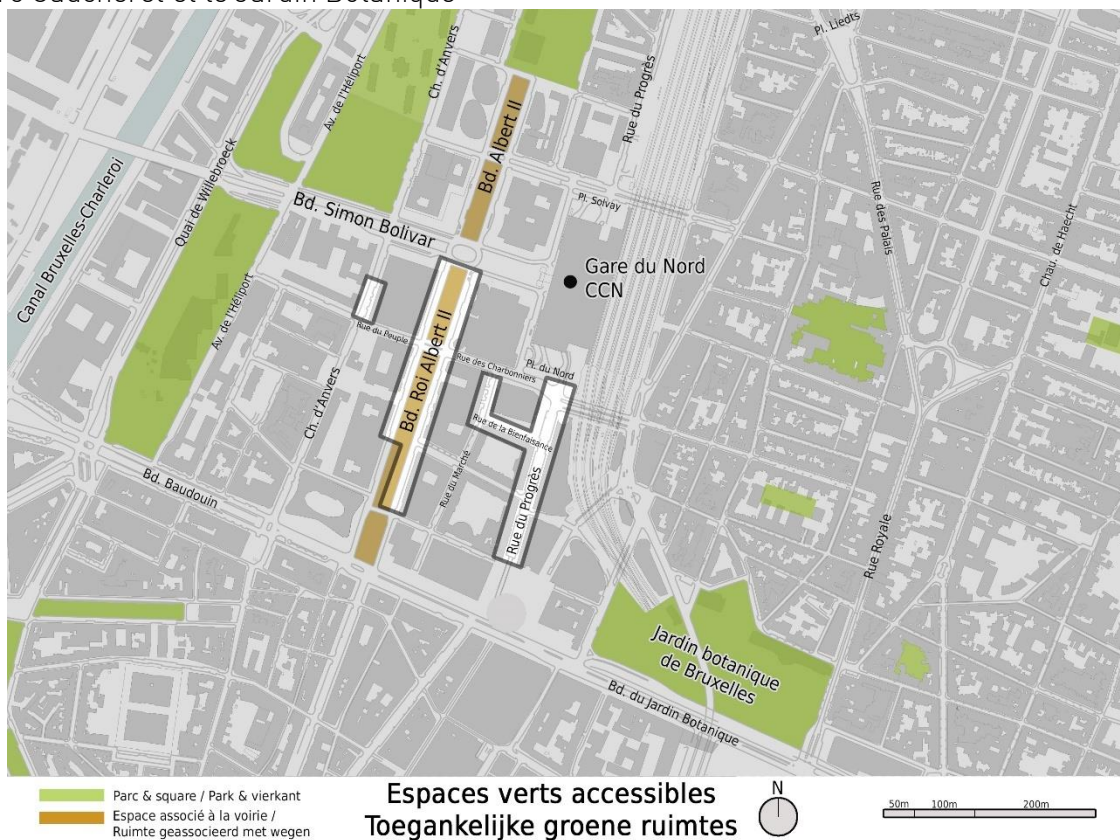 Pl. Liedts
Ch. d'Anvers
Rue du Progrès
Av. de l'Héliport
Bd. Albert II
Quai de Willebroeck
Pl. Solvay
Rue des Palais
Chau. de Haecht
Bd. Simon Bolivar
Canal Bruxelles-Charleroi
Gare du Nord
CCN
Av. de l'Héliport
Rue du Peuple
Bd. Roi Albert II
Rue des Charbonniers
Pl. du Nord
Ch. d'Anvers
Rue de la Bienfaisance
Rue du Marché
Bd. Baudouin
Rue du Progrès
Rue Royale
Jardin botanique
de Bruxelles
Bd. du Jardin Botanique
Parc & square / Park & vierkant
Espace associé à la voirie /
Ruimte geassocieerd met wegen
Espaces verts accessibles
Toegankelijke groene ruimtes
N
50m 100m 200m